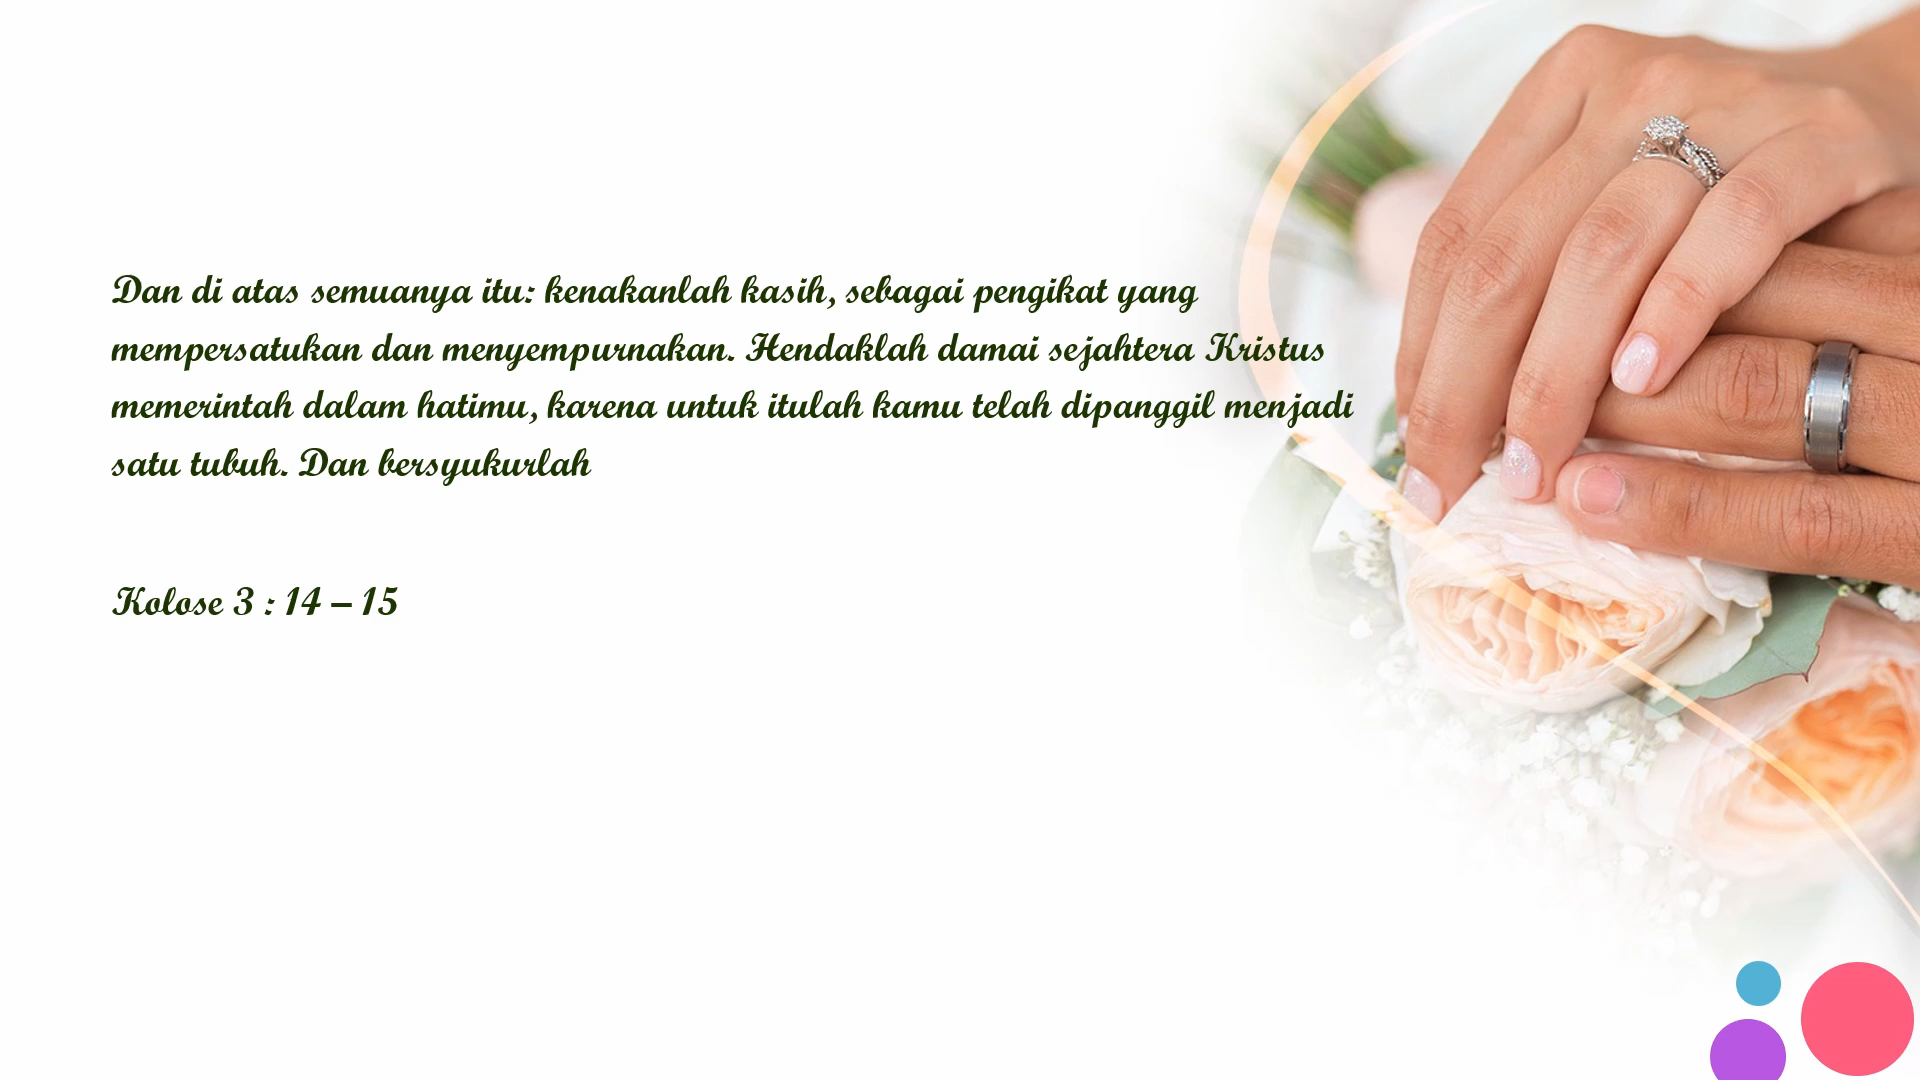 Dan di atas semuanya itu: kenakanlah kasih, sebagai pengikat yang
mempersatukan dan menyempurnakan. Hendaklah damai sejahtera Kristus
memerintah dalam hatimu, karena untuk itulah kamu telah dipanggil menjadi
satu tubuh. Dan bersyukurlah
Kolose 3 : 14 – 15